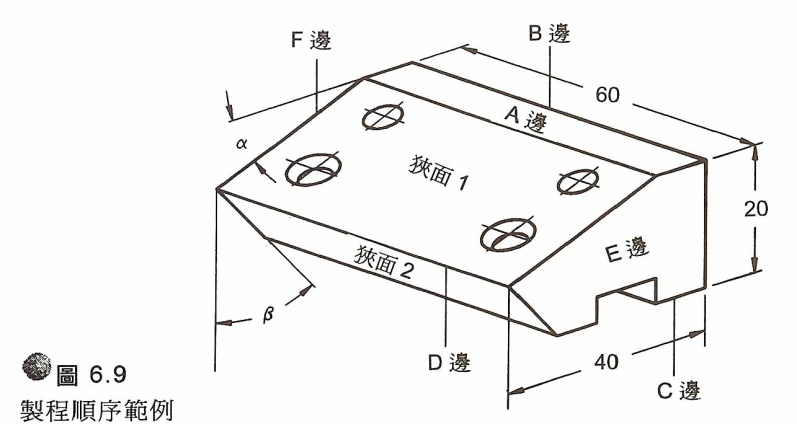 F 邊
B 邊
60
A 邊
α
狹面 1
20
E 邊
狹面 2
β
D 邊
40
C 邊
圖 6.9
製程順序範例